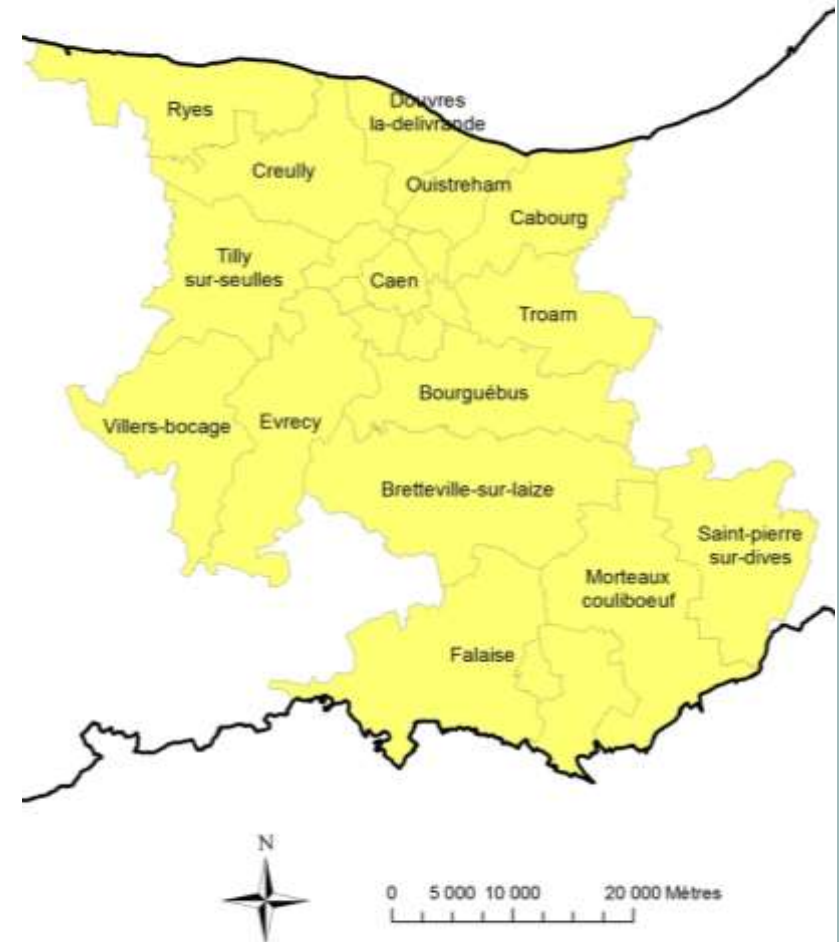 Douvres
la-delivrande
Ryes
Creully
Ouistreham
Cabourg
Tilly
sur-seulles
Caen
Troarn
Bourguébus
Villers-bocage
Evrecy
Bretteville-sur-laize
Saint-pierre
sur-dives
Morteaux
couliboeuf
Falaise
N
0 5 000 10 000 20 000 Mètres